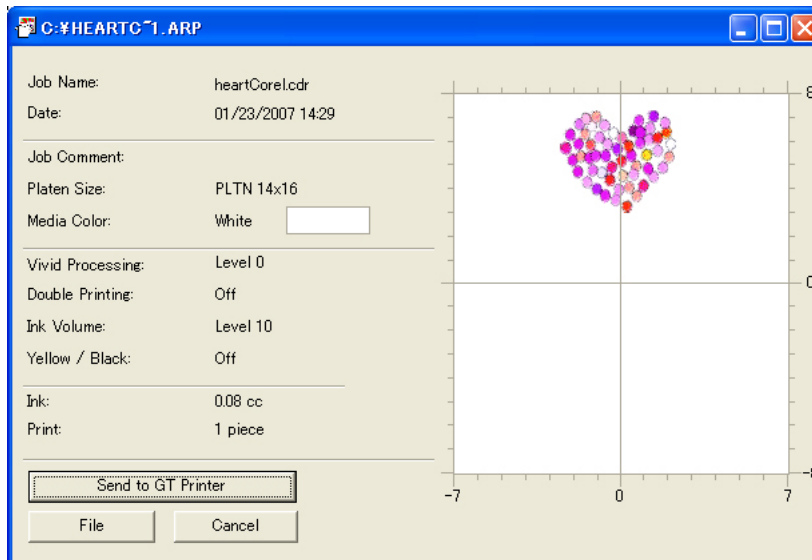 C:¥HEARTC~1.ARP
Job Name: heartCorel.cdr
Date: 01/23/2007 14:29
Job Comment:
Platen Size: PLTN 14x16
Media Color: White
Vivid Processing: Level 0
Double Printing: Off
Ink Volume: Level 10
Yellow / Black: Off
Ink: 0.08 cc
Print: 1 piece
Send to GT Printer
File Cancel
8
0
-8
-7 0 7